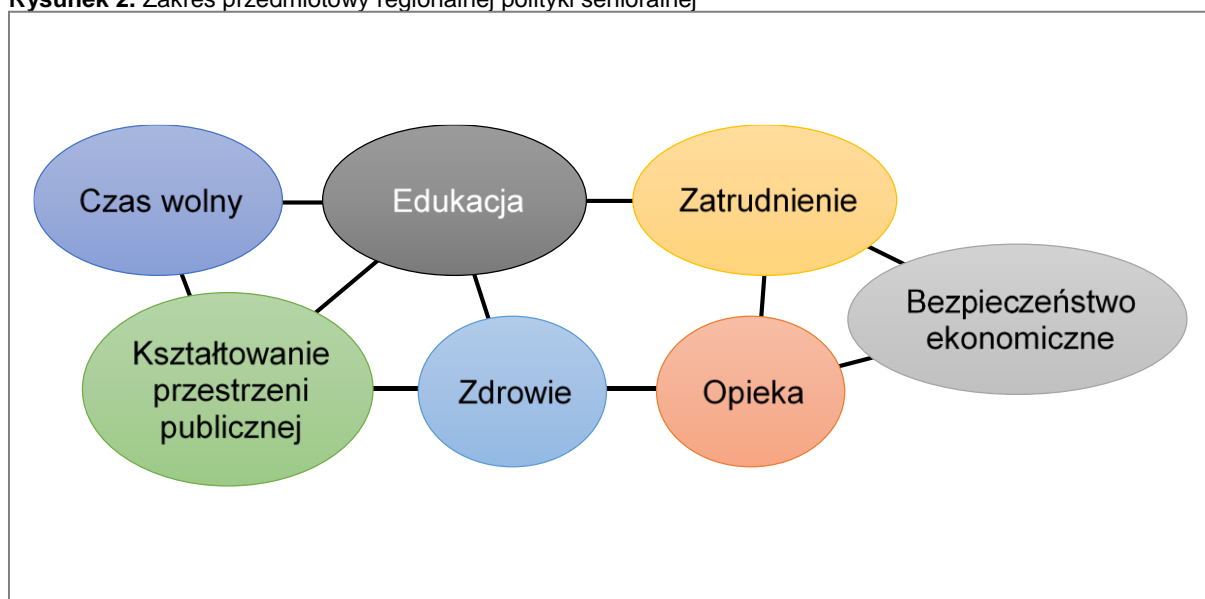 Rysunek 2. Zakres przedmiotowy regionalnej polityki senioralnej
Czas wolny
Edukacja
Zatrudnienie
Bezpieczeństwo
ekonomiczne
Kształtowanie
przestrzeni
publicznej
Zdrowie
Opieka